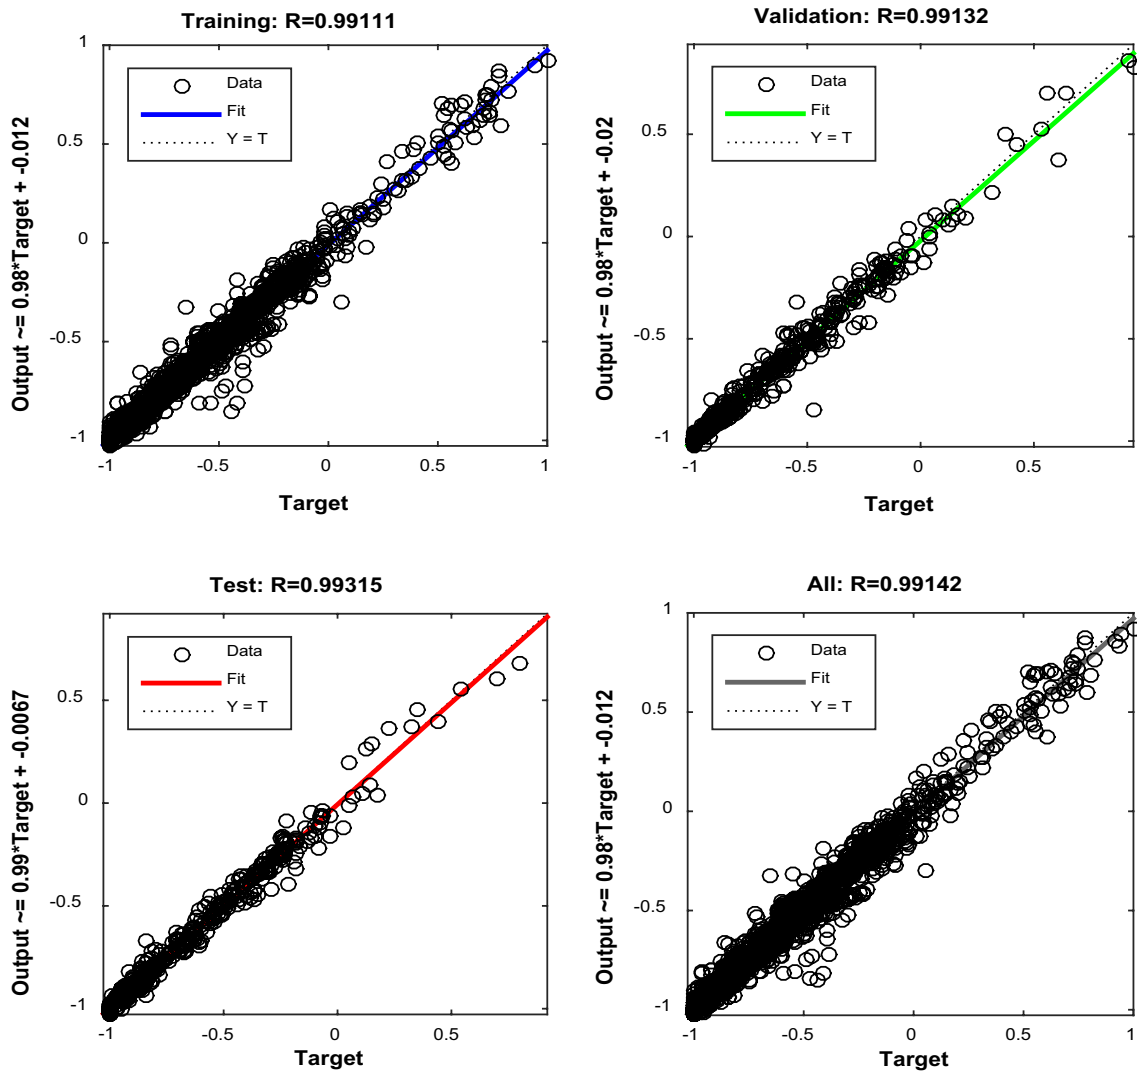 Training: R=0.99111
Output ~= 0.98*Target + -0.012
1
0.5
0
-0.5
-1
Data
Fit
Y = T
-1
-0.5
0
0.5
1
Target
Validation: R=0.99132
Output ~= 0.98*Target + -0.02
0.5
0
-0.5
-1
Data
Fit
Y = T
-1
-0.5
0
0.5
Target
Test: R=0.99315
Output ~= 0.99*Target + -0.0067
0.5
0
-0.5
-1
Data
Fit
Y = T
-1
-0.5
0
0.5
Target
All: R=0.99142
Output ~= 0.98*Target + -0.012
1
0.5
0
-0.5
-1
Data
Fit
Y = T
-1
-0.5
0
0.5
1
Target